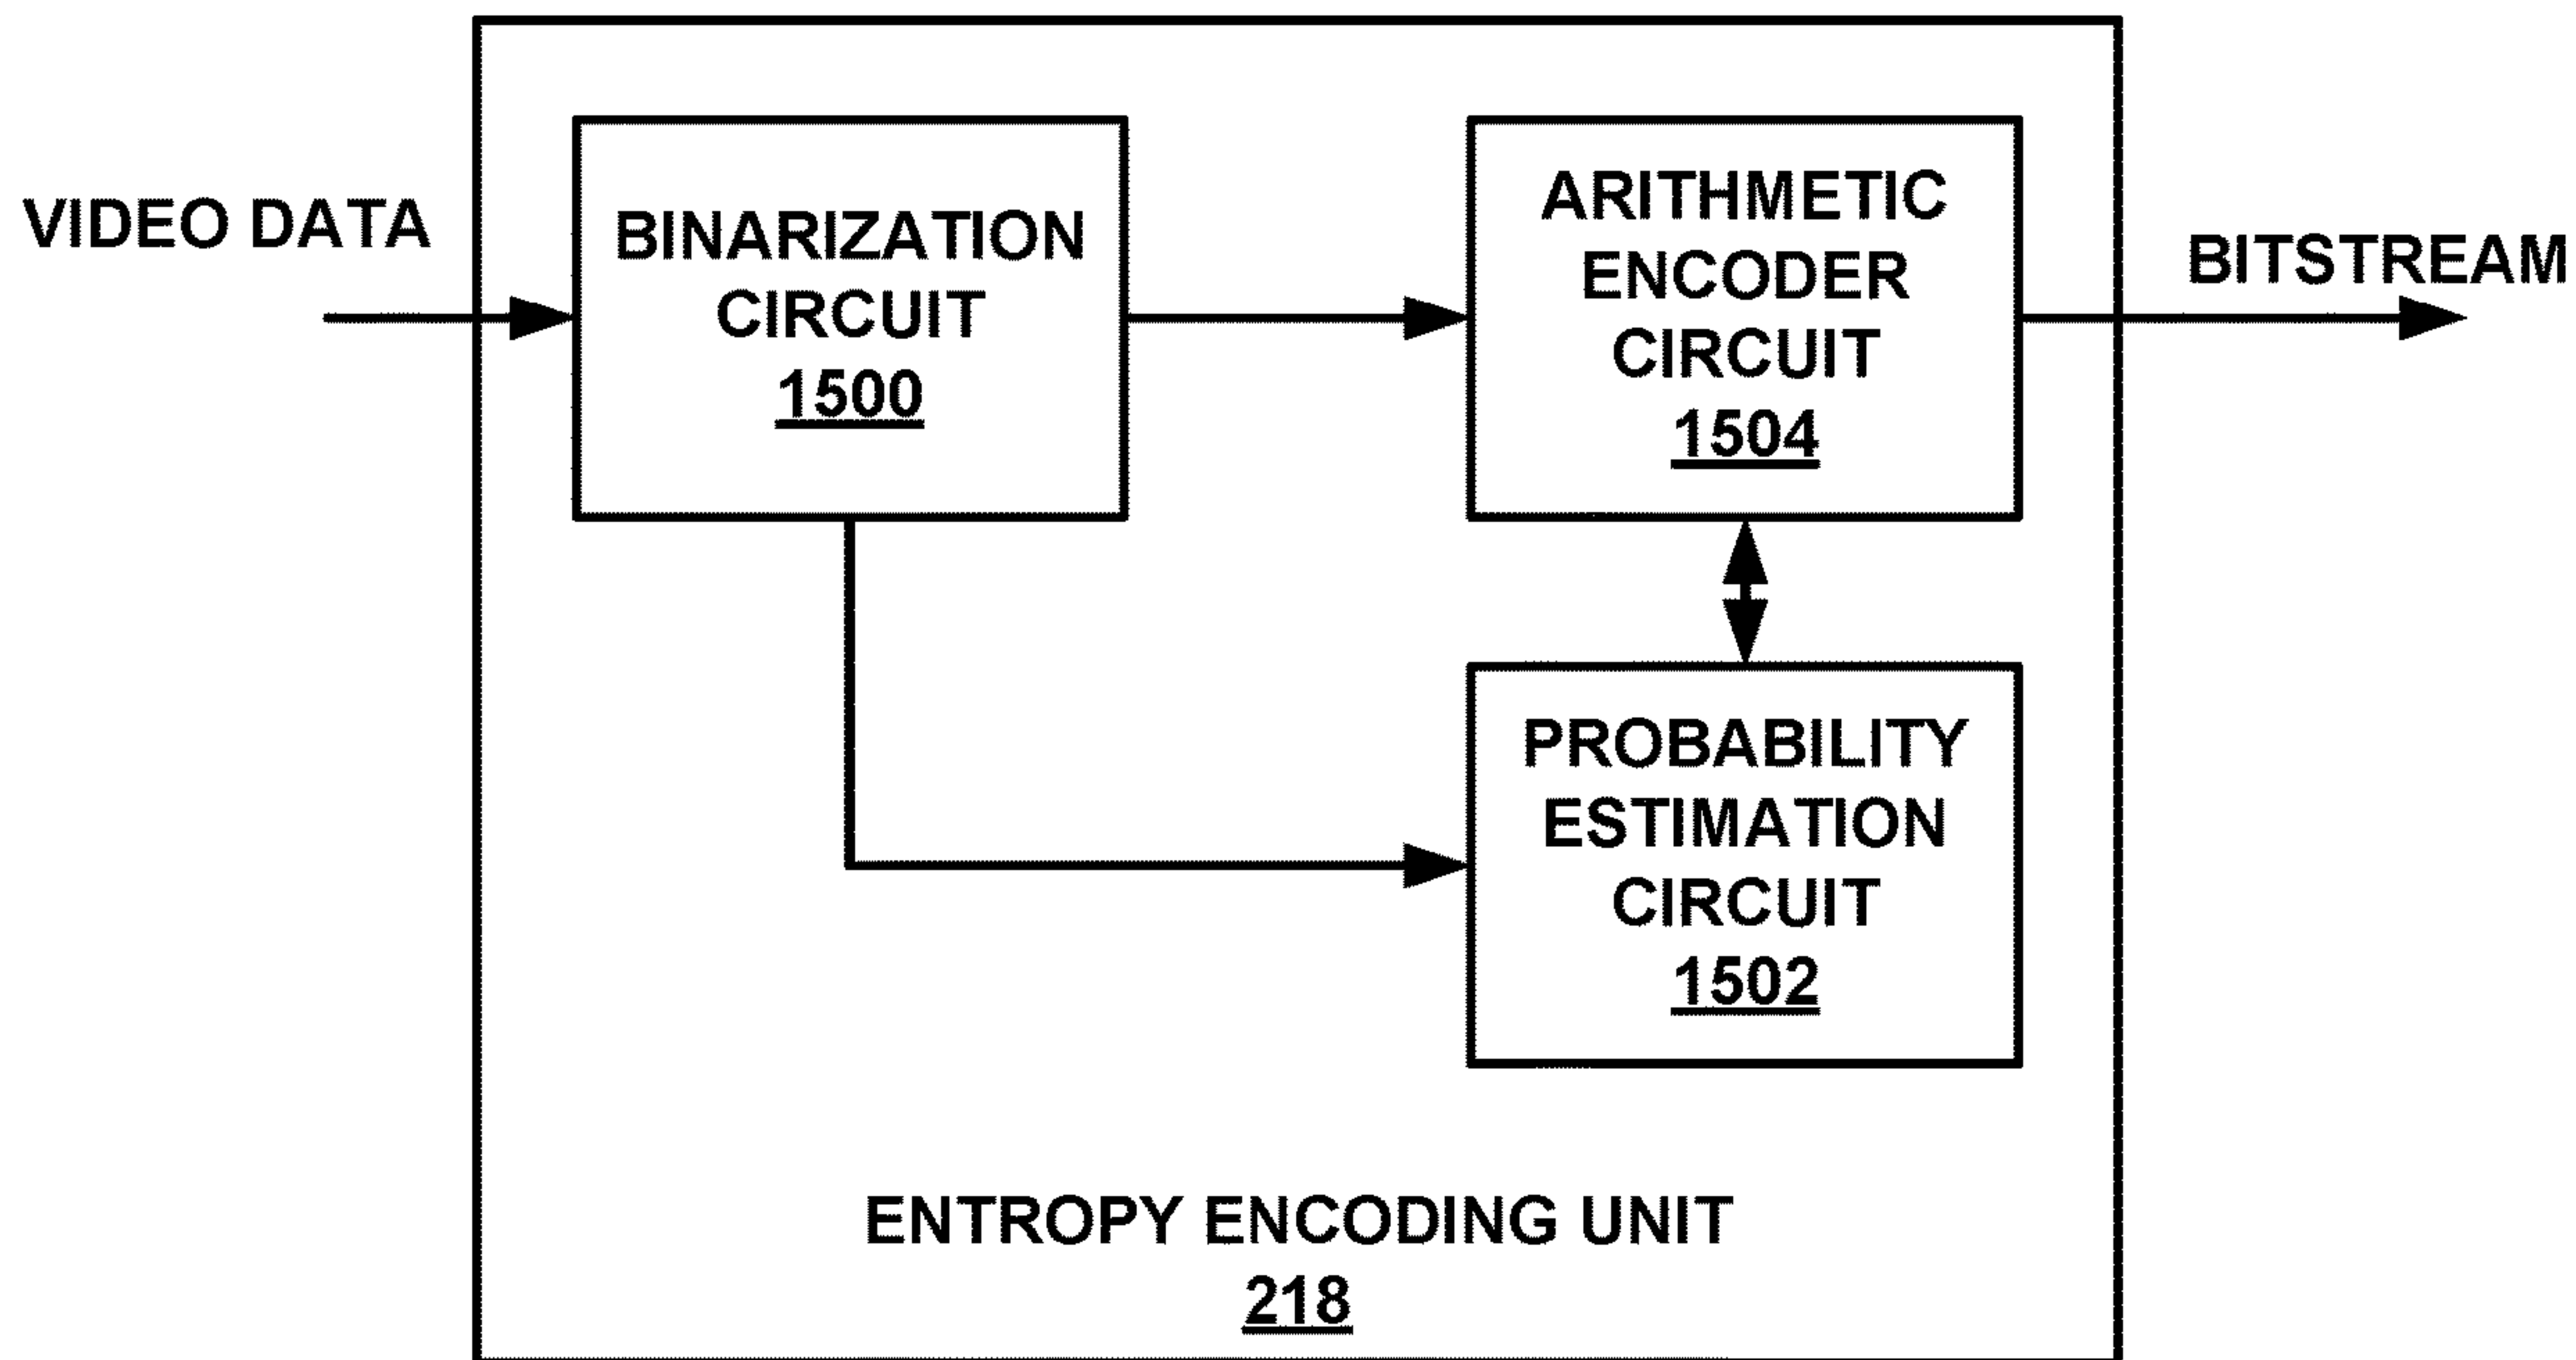 VIDEO DATA
BINARIZATION
CIRCUIT
1500
ARITHMETIC
ENCODER
CIRCUIT
1504
BITSTREAM
PROBABILITY
ESTIMATION
CIRCUIT
1502
ENTROPY ENCODING UNIT
218